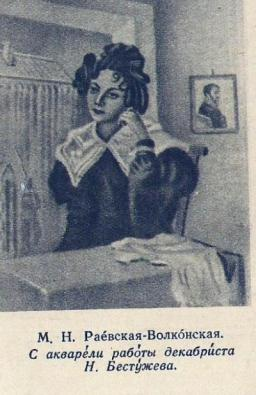 М. Н. Рае́вская-Волко́нская.
С акваре́ли рабо́ты декабри́ста
Н. Бесту́жева.